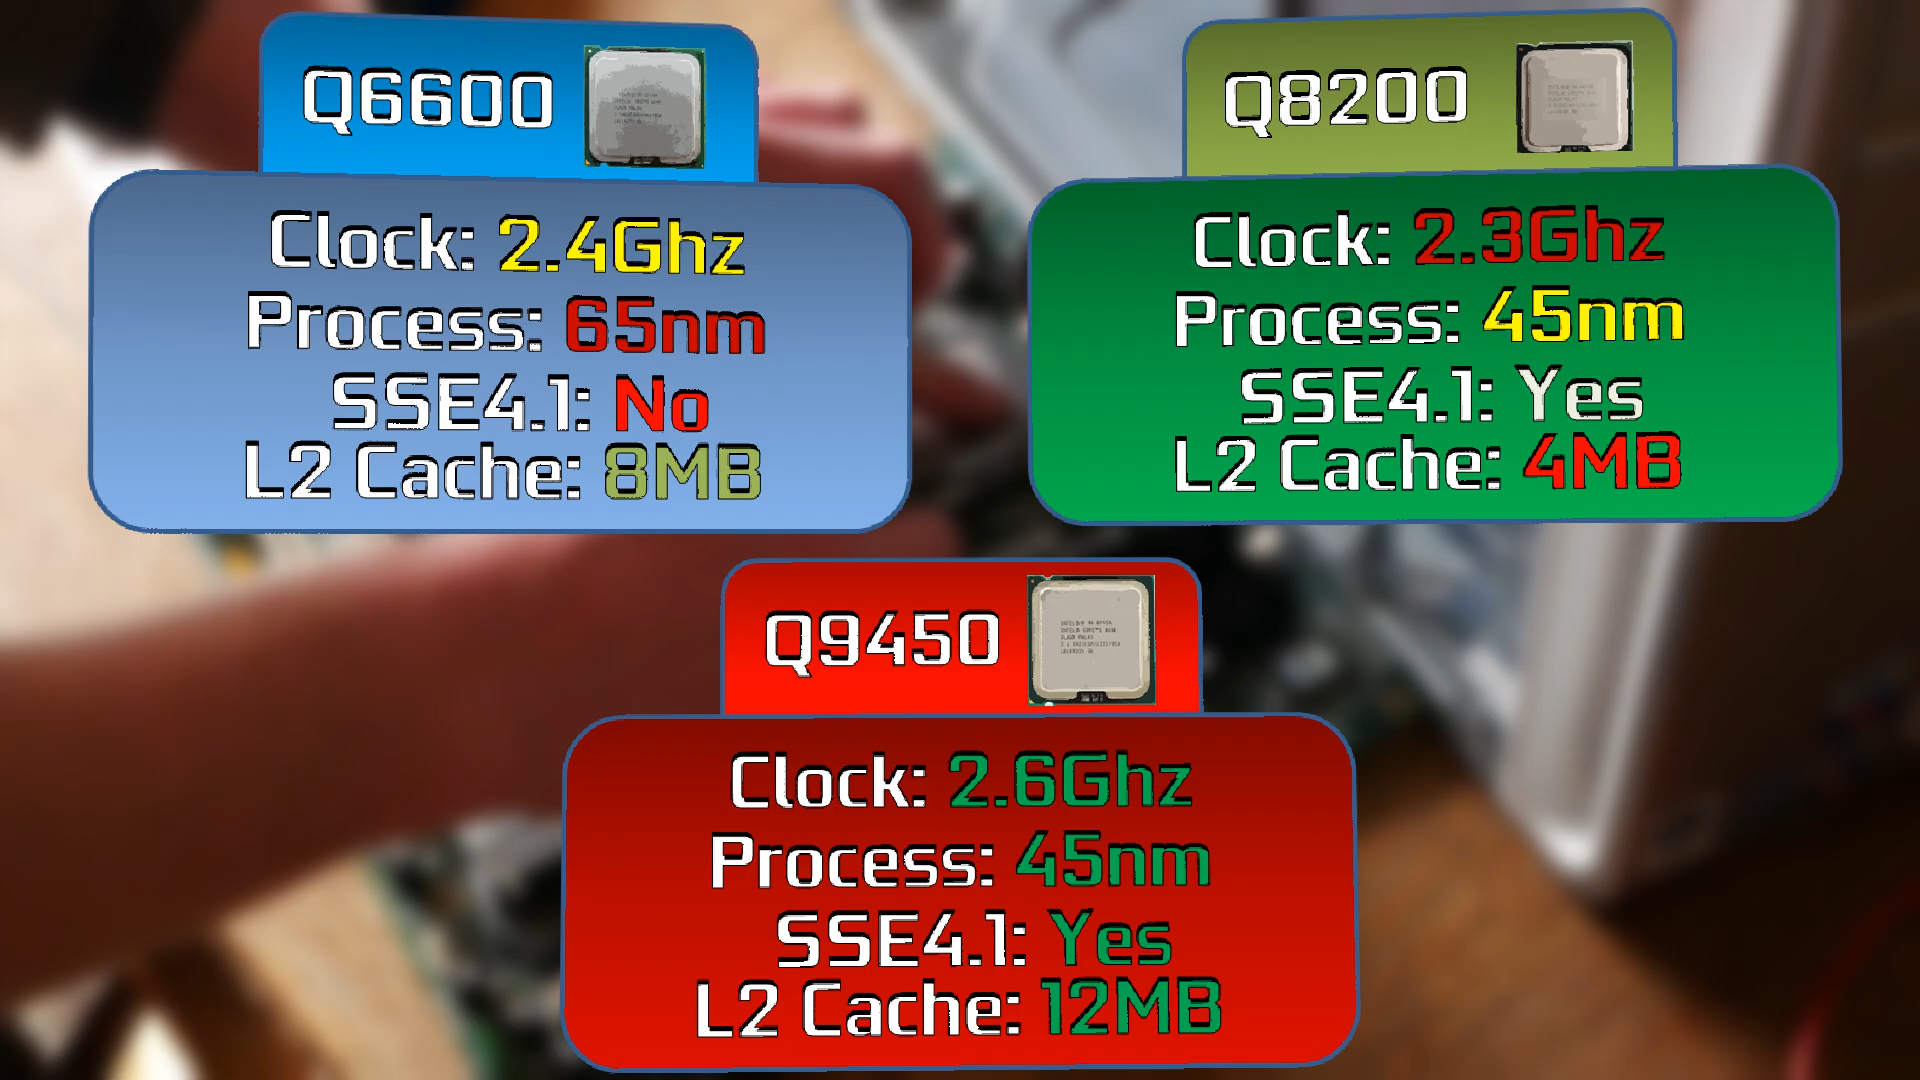 Q6600
Clock: 2.4Ghz
Process: 65nm
SSE4.1: No
L2 Cache: 8MB
Q8200
Clock: 2.3Ghz
Process: 45nm
SSE4.1: Yes
L2 Cache: 4MB
Q9450
Clock: 2.6Ghz
Process: 45nm
SSE4.1: Yes
L2 Cache: 12MB